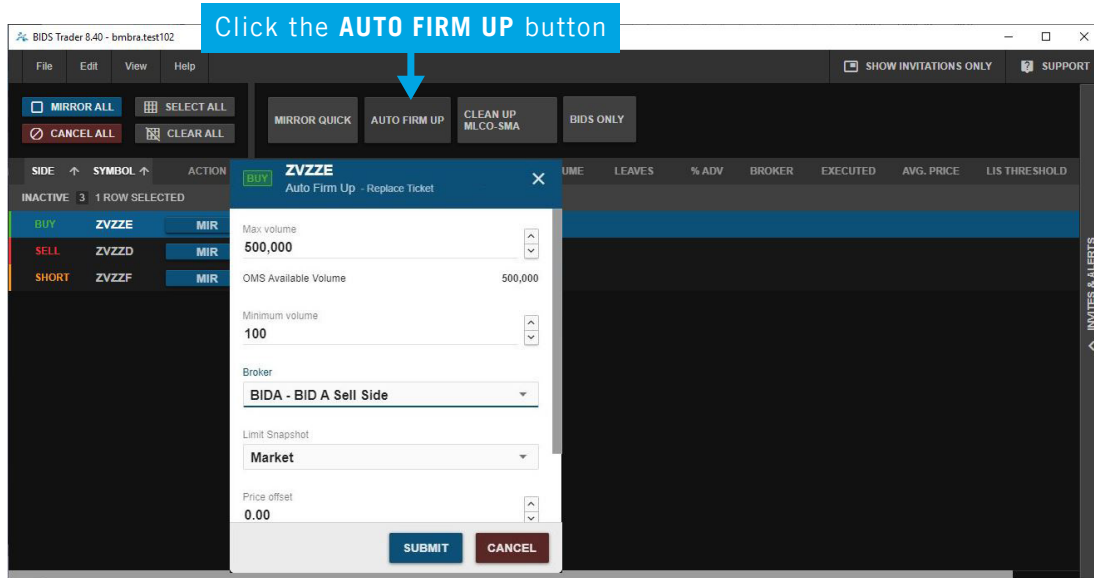 Click the AUTO FIRM UP button
BIDS Trader 8.40 - bmbra.test102
File Edit View Help SHOW INVITATIONS ONLY SUPPORT
MIRROR ALL SELECT ALL
CANCEL ALL CLEAR ALL
MIRROR QUICK AUTO FIRM UP CLEAN UP
MLCO-SMA BIDS ONLY
SIDE SYMBOL ACTION UME LEAVES % ADV BROKER EXECUTED AVG. PRICE LIS THRESHOLD
INACTIVE 3 1 ROW SELECTED
BUY ZVZZE MIR
SELL ZVZZD MIR
SHORT ZVZZF MIR
BUY ZVZZE
Auto Firm Up - Replace Ticket
Max volume
500,000
OMS Available Volume 500,000
Minimum volume
100
Broker
BIDA - BID A Sell Side
Limit Snapshot
Market
Price offset
0.00
SUBMIT CANCEL
INVITES & ALERTS